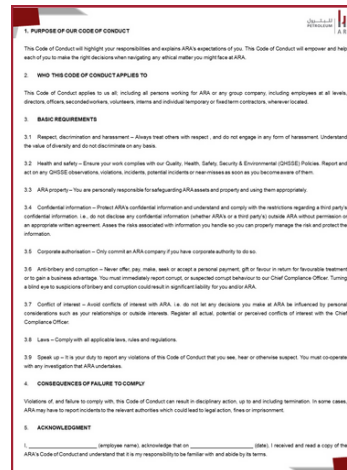 للبتــرول
PETROLEUM
1. PURPOSE OF OUR CODE OF CONDUCT
This Code of Conduct will highlight your responsibilities and explains ARA's expectations of you. This Code of Conduct will empower and help
each of you to make the right decisions when navigating any ethical matter you might face at ARA.
2. WHO THIS CODE OF CONDUCT APPLIES TO
This Code of Conduct applies to us all, including all persons working for ARA or any group company, including employees at all levels,
directors, officers, seconded workers, volunteers, interns and individual temporary or fixed term contractors, wherever located.
3. BASIC REQUIREMENTS
3.1 Respect, discrimination and harassment – Always treat others with respect , and do not engage in any form of harassment. Understand
the value of diversity and do not discriminate on any basis.
3.2 Health and safety – Ensure your work complies with our Quality, Health, Safety, Security & Environmental (QHSSE) Policies. Report and
act on any QHSSE observations, violations, incidents, potential incidents or near-misses as soon as you become aware of them.
3.3 ARA property – You are personally responsible for safeguarding ARA assets and property and using them appropriately.
3.4 Confidential information – Protect ARA's confidential information and understand and comply with the restrictions regarding a third party's
confidential information. i.e., do not disclose any confidential information (whether ARA's or a third party's) outside ARA without permission or
an appropriate written agreement. Asses the risks associated with information you handle so you can properly manage the risk and protect the
information.
3.5 Corporate authorisation – Only commit an ARA company if you have corporate authority to do so.
3.6 Anti-bribery and corruption – Never offer, pay, make, seek or accept a personal payment, gift or favour in return for favourable treatment
or to gain a business advantage. You must immediately report corrupt, or suspected corrupt behaviour to our Chief Compliance Officer. Turning
a blind eye to suspicions of bribery and corruption could result in significant liability for you and/or ARA.
3.7 Conflict of interest – Avoid conflicts of interest with ARA. i.e. do not let any decisions you make at ARA be influenced by personal
considerations such as your relationships or outside interests. Register all actual, potential or perceived conflicts of interest with the Chief
Compliance Officer.
3.8 Laws – Comply with all applicable laws, rules and regulations.
3.9 Speak up – It is your duty to report any violations of this Code of Conduct that you see, hear or otherwise suspect. You must co-operate
with any investigation that ARA undertakes.
4. CONSEQUENCES OF FAILURE TO COMPLY
Violations of, and failure to comply with, this Code of Conduct can result in disciplinary action, up to and including termination. In some cases,
ARA may have to report incidents to the relevant authorities which could lead to legal action, fines or imprisonment.
5. ACKNOWLEDGMENT
I, ____________________ (employee name), acknowledge that on ____________________ (date), I received and read a copy of the
ARA's Code of Conduct and understand that it is my responsibility to be familiar with and abide by its terms.